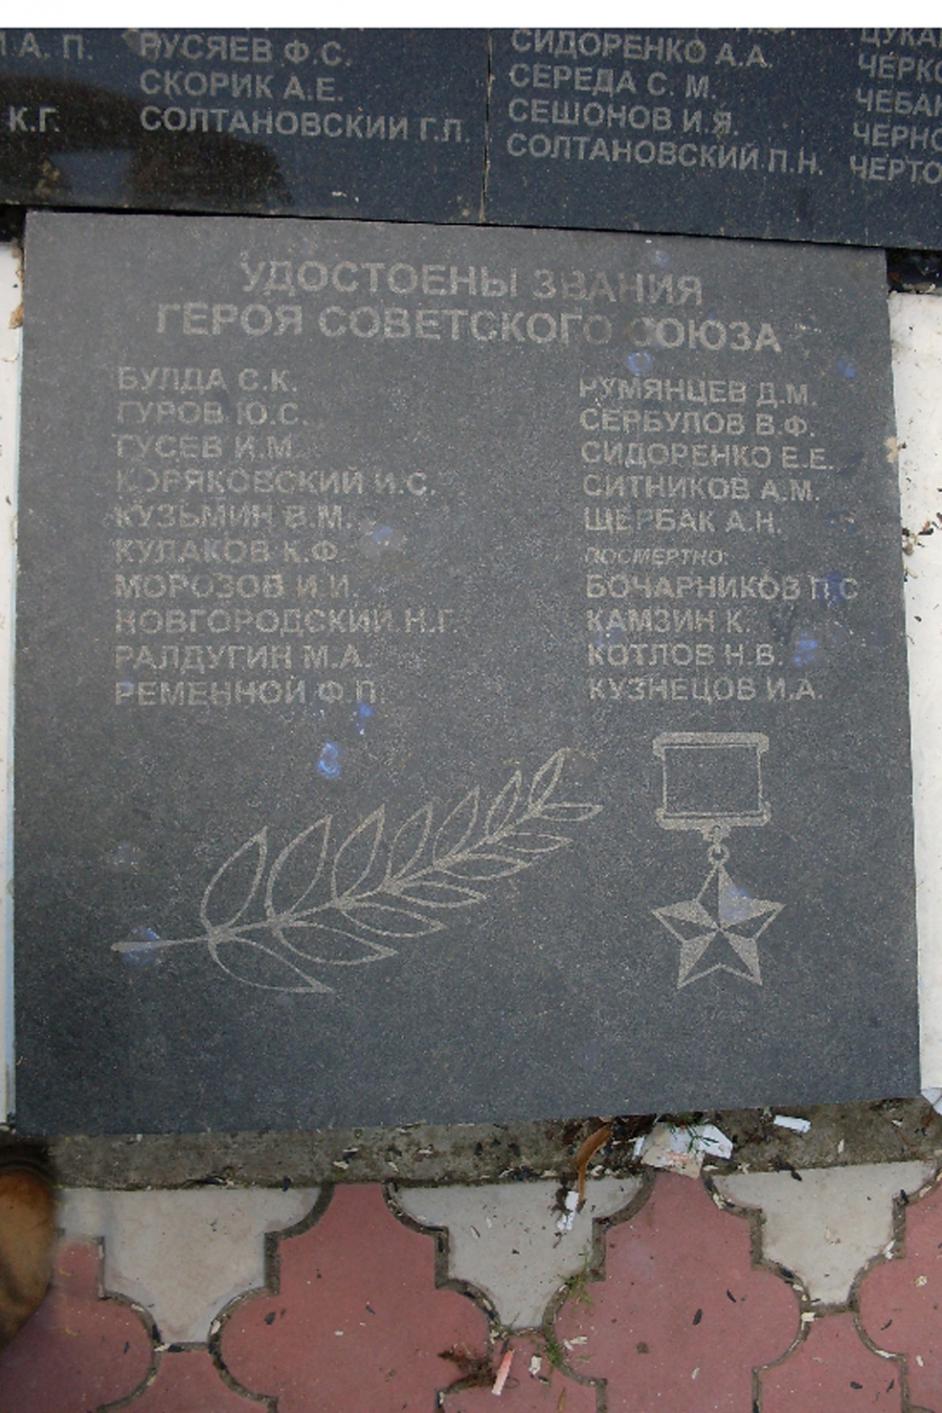 А. П.
К.Г.
РУСЯЕВ Ф.С.
СКОРИК А.Е.
СОЛТАНОВСКИЙ Г.Л.
СИДОРЕНКО А.А.
СЕРЕДА С. М.
СЕШОНОВ И.Я.
СОЛТАНОВСКИЙ П.Н.
УДОСТОЕНЫ ЗВАНИЯ
ГЕРОЯ СОВЕТСКОГО СОЮЗА
БУЛДА С.К.
ГУРОВ Ю.С.
ГУСЕВ И.М.
КОРЯКОВСКИЙ И.С.
КУЗЬМИН В.М.
КУЛАКОВ К.Ф.
МОРОЗОВ И.И.
НОВГОРОДСКИЙ Н.Г.
РАЛДУГИН М.А.
РЕМЕННОЙ Ф.П.
РУМЯНЦЕВ Д.М.
СЕРБУЛОВ В.Ф.
СИДОРЕНКО Е.Е.
СИТНИКОВ А.М.
ЩЕРБАК А.Н.
ПОСМЕРТНО:
БОЧАРНИКОВ П.С
КАМЗИН К.
КОТЛОВ Н.В.
КУЗНЕЦОВ И.А.